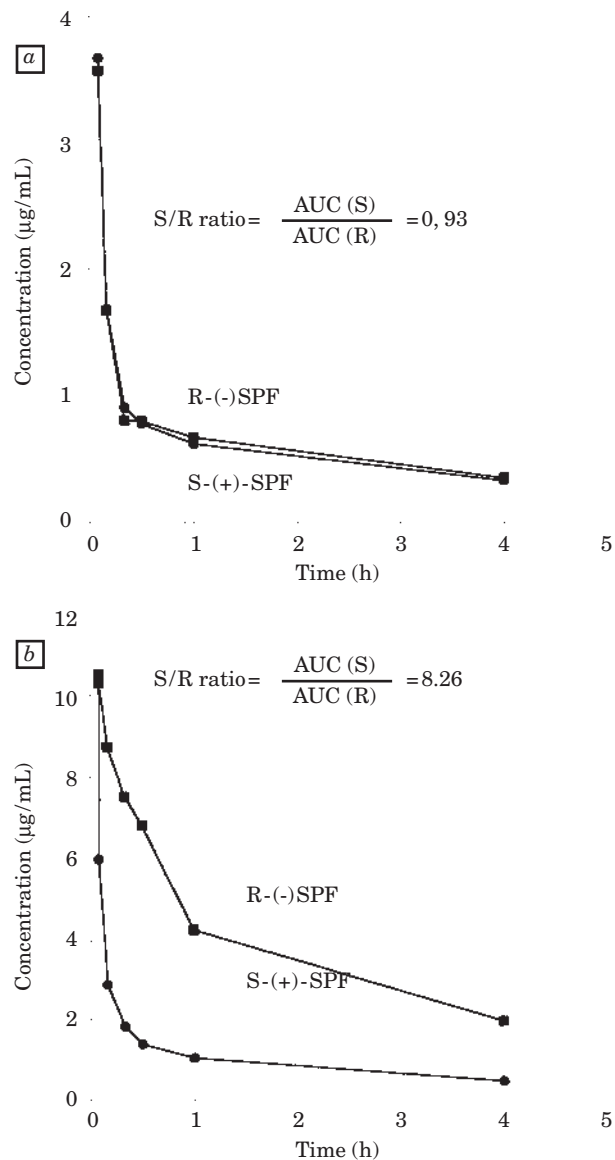 4
a
3
S/R ratio= AUC (S) / AUC (R) =0, 93
2
Concentration (μg/mL)
R-(-)SPF
1
S-(+)-SPF
0
0 1 2 3 4 5
Time (h)
12
b
S/R ratio= AUC (S) / AUC (R) =8.26
10
8
Concentration (μg/mL)
6
R-(-)SPF
4
S-(+)-SPF
2
0
0 1 2 3 4 5
Time (h)